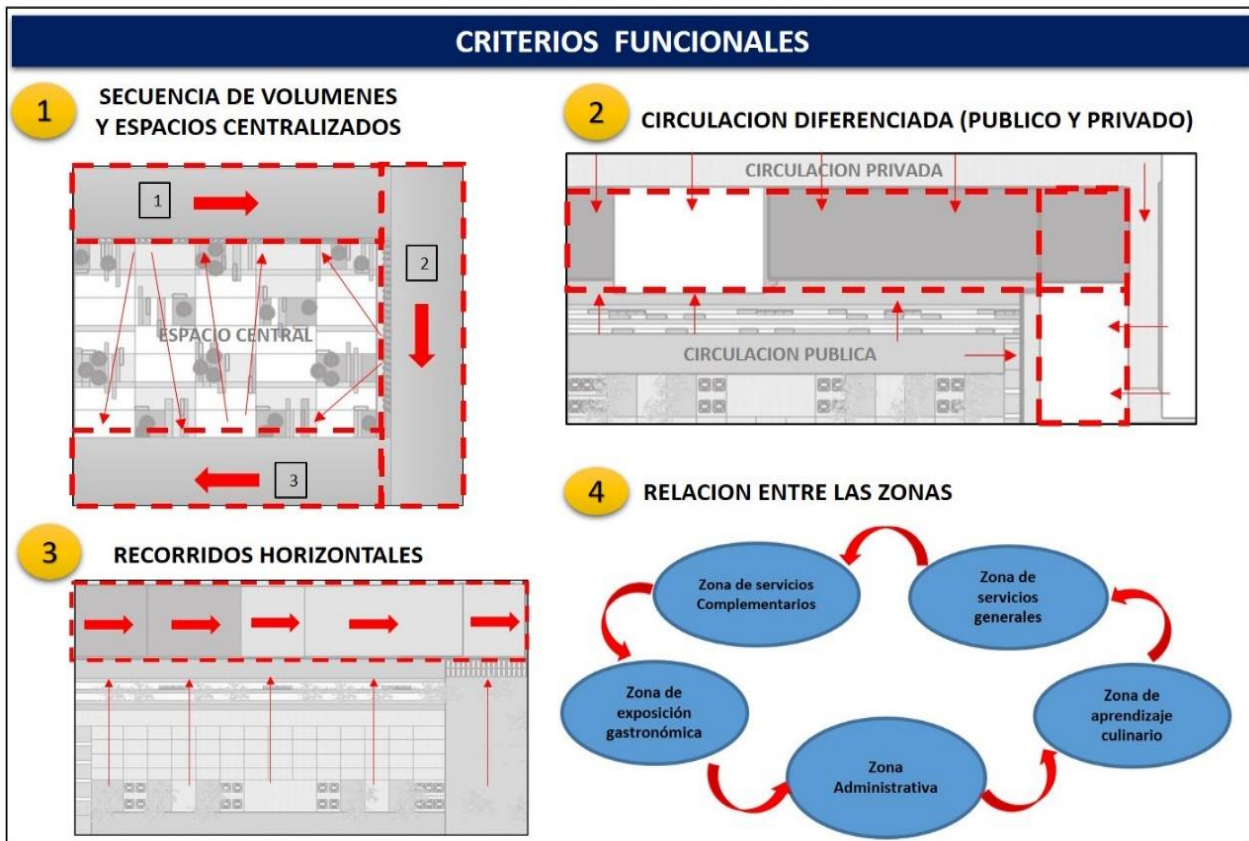 CRITERIOS FUNCIONALES
1
SECUENCIA DE VOLUMENES
Y ESPACIOS CENTRALIZADOS
1
2
ESPACIO CENTRAL
3
2
CIRCULACION DIFERENCIADA (PUBLICO Y PRIVADO)
CIRCULACION PRIVADA
CIRCULACION PUBLICA
3
RECORRIDOS HORIZONTALES
4
RELACION ENTRE LAS ZONAS
Zona de servicios
Complementarios
Zona de
servicios
generales
Zona de
exposición
gastronómica
Zona de
aprendizaje
culinario
Zona
Administrativa